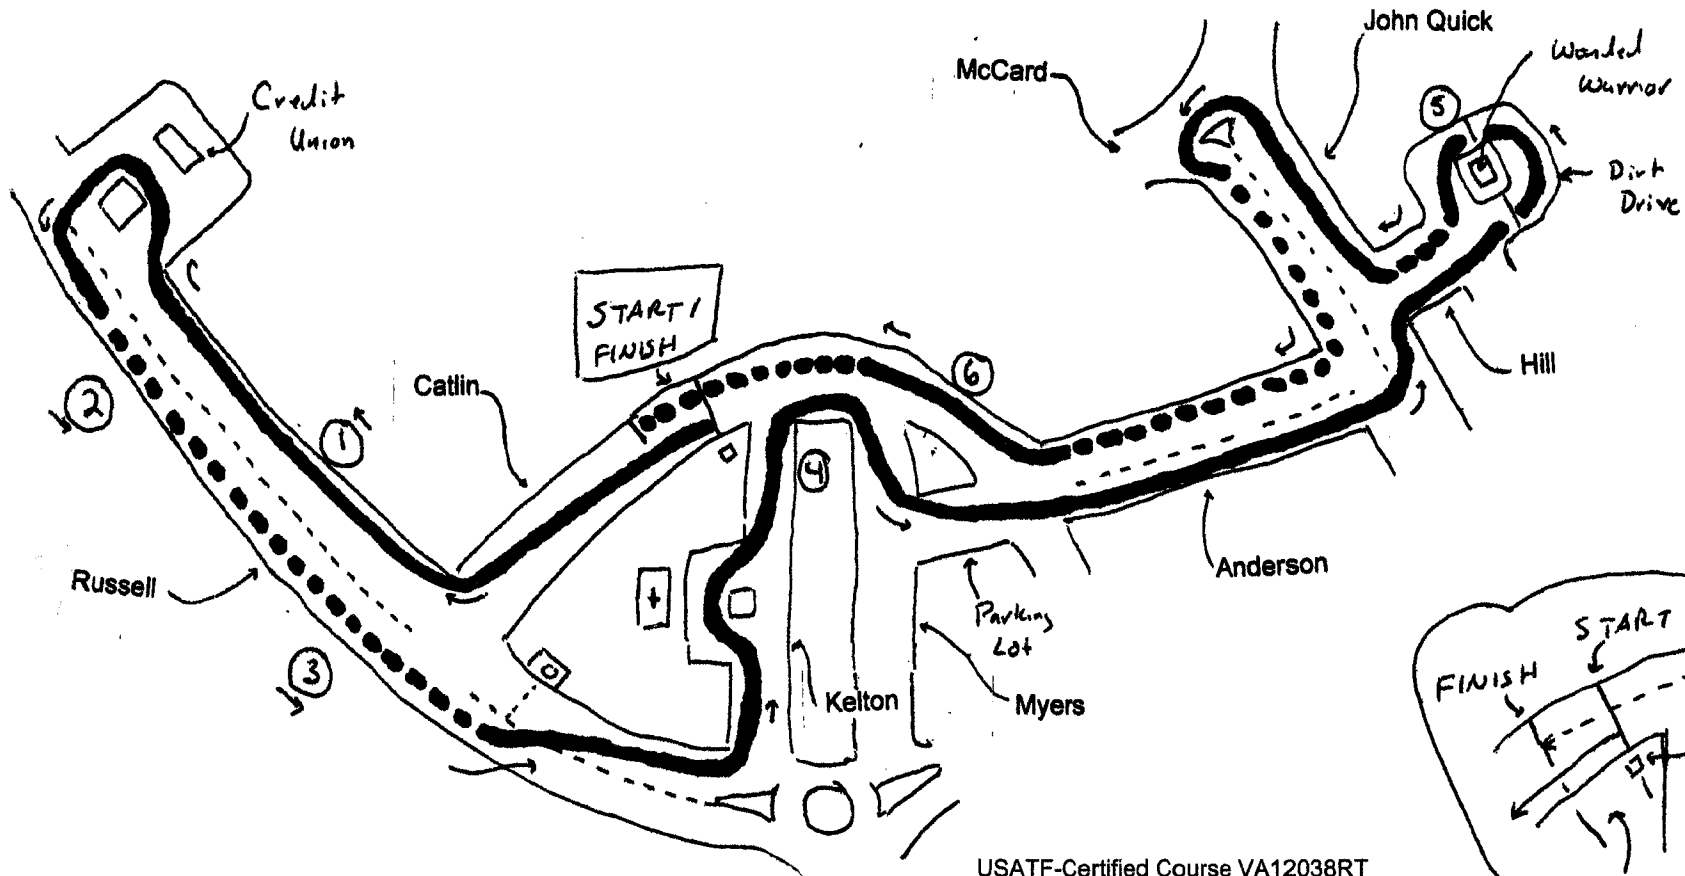 John Quick
McCard
Wonded
Warrior
Credit
Union
5
Dirt
Drive
START /
FINISH
Catlin
6
Hill
2
1
4
Russell
Anderson
Parking
Lot
3
Kelton
Myers
START
FINISH
USATF-Certified Course VA12038RT